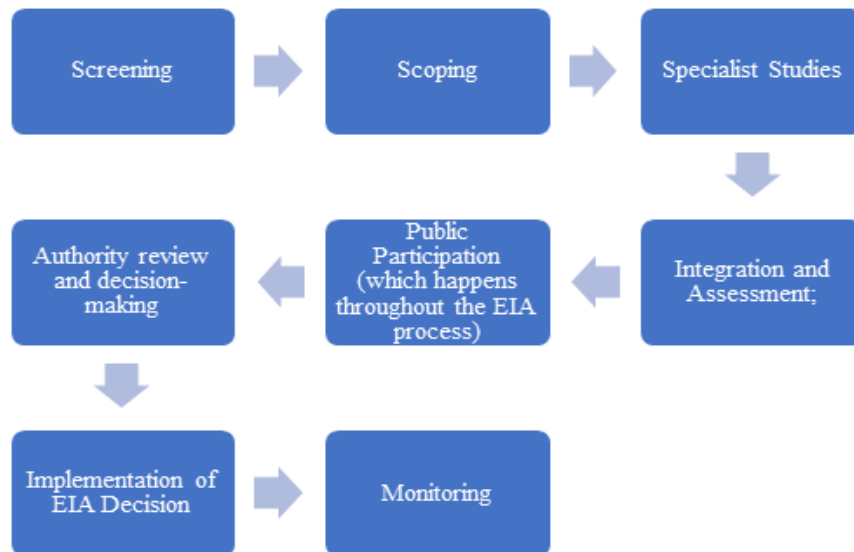 Screening
Scoping
Specialist Studies
Integration and
Assessment;
Public
Participation
(which happens
throughout the EIA
process)
Authority review
and decision-
making
Implementation of
EIA Decision
Monitoring